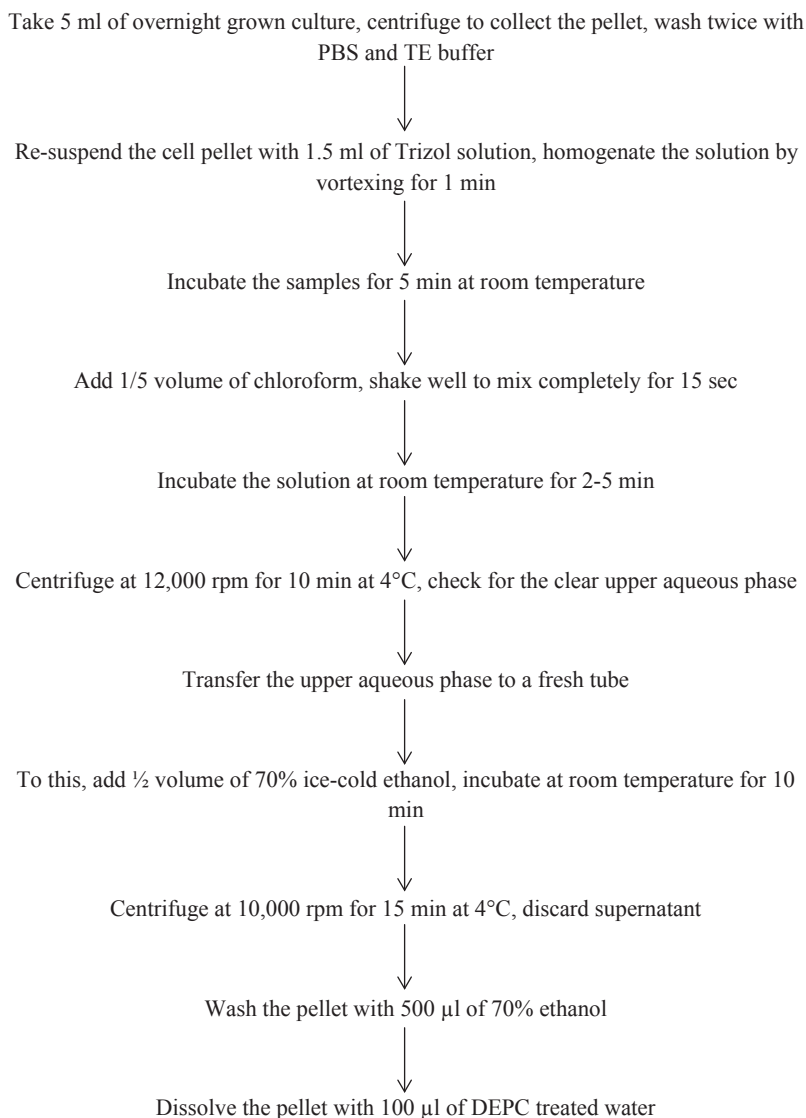 Take 5 ml of overnight grown culture, centrifuge to collect the pellet, wash twice with
PBS and TE buffer
Re-suspend the cell pellet with 1.5 ml of Trizol solution, homogenate the solution by
vortexing for 1 min
Incubate the samples for 5 min at room temperature
Add 1/5 volume of chloroform, shake well to mix completely for 15 sec
Incubate the solution at room temperature for 2-5 min
Centrifuge at 12,000 rpm for 10 min at 4°C, check for the clear upper aqueous phase
Transfer the upper aqueous phase to a fresh tube
To this, add ½ volume of 70% ice-cold ethanol, incubate at room temperature for 10
min
Centrifuge at 10,000 rpm for 15 min at 4°C, discard supernatant
Wash the pellet with 500 µl of 70% ethanol
Dissolve the pellet with 100 µl of DEPC treated water